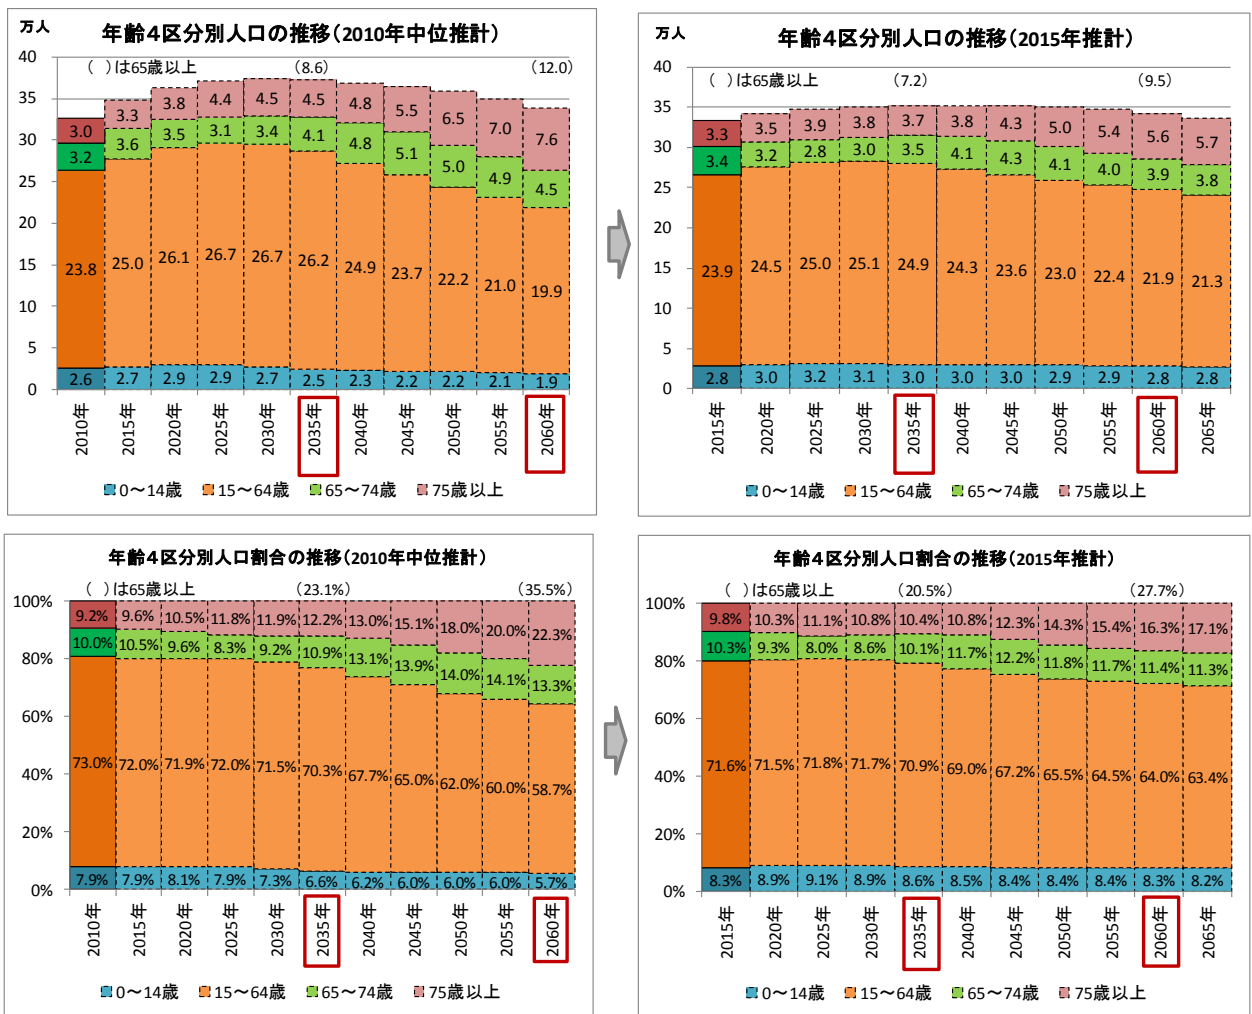 万人
年齢４区分別人口の推移（2010年中位推計）
（　）は65歳以上　（8.6）　（12.0）
40
35
30
25
20
15
10
5
0
3.0 3.3 3.8 4.4 4.5 4.5 4.8 5.5 6.5 7.0 7.6
3.2 3.6 3.5 3.1 3.4 4.1 4.8 5.1 5.0 4.9 4.5
23.8 25.0 26.1 26.7 26.7 26.2 24.9 23.7 22.2 21.0 19.9
2.6 2.7 2.9 2.9 2.7 2.5 2.3 2.2 2.2 2.1 1.9
2010年 2015年 2020年 2025年 2030年 2035年 2040年 2045年 2050年 2055年 2060年
0～14歳 15～64歳 65～74歳 75歳以上
万人
年齢４区分別人口の推移（2015年推計）
（　）は65歳以上　（7.2）　（9.5）
40
35
30
25
20
15
10
5
0
3.3 3.5 3.9 3.8 3.7 3.8 4.3 5.0 5.4 5.6 5.7
3.4 3.2 2.8 3.0 3.5 4.1 4.3 4.1 4.0 3.9 3.8
23.9 24.5 25.0 25.1 24.9 24.3 23.6 23.0 22.4 21.9 21.3
2.8 3.0 3.2 3.1 3.0 3.0 3.0 2.9 2.9 2.8 2.8
2015年 2020年 2025年 2030年 2035年 2040年 2045年 2050年 2055年 2060年 2065年
0～14歳 15～64歳 65～74歳 75歳以上
年齢４区分別人口割合の推移（2010年中位推計）
（　）は65歳以上　（23.1%）　（35.5%）
100%
80%
60%
40%
20%
0%
9.2% 9.6% 10.5% 11.8% 11.9% 12.2% 13.0% 15.1% 18.0% 20.0% 22.3%
10.0% 10.5% 9.6% 8.3% 9.2% 10.9% 13.1% 13.9% 14.0% 14.1% 13.3%
73.0% 72.0% 71.9% 72.0% 71.5% 70.3% 67.7% 65.0% 62.0% 60.0% 58.7%
7.9% 7.9% 8.1% 7.9% 7.3% 6.6% 6.2% 6.0% 6.0% 6.0% 5.7%
2010年 2015年 2020年 2025年 2030年 2035年 2040年 2045年 2050年 2055年 2060年
0～14歳 15～64歳 65～74歳 75歳以上
年齢４区分別人口割合の推移（2015年推計）
（　）は65歳以上　（20.5%）　（27.7%）
100%
80%
60%
40%
20%
0%
9.8% 10.3% 11.1% 10.8% 10.4% 10.8% 12.3% 14.3% 15.4% 16.3% 17.1%
10.3% 9.3% 8.0% 8.6% 10.1% 11.7% 12.2% 11.8% 11.7% 11.4% 11.3%
71.6% 71.5% 71.8% 71.7% 70.9% 69.0% 67.2% 65.5% 64.5% 64.0% 63.4%
8.3% 8.9% 9.1% 8.9% 8.6% 8.5% 8.4% 8.4% 8.4% 8.3% 8.2%
2015年 2020年 2025年 2030年 2035年 2040年 2045年 2050年 2055年 2060年 2065年
0～14歳 15～64歳 65～74歳 75歳以上